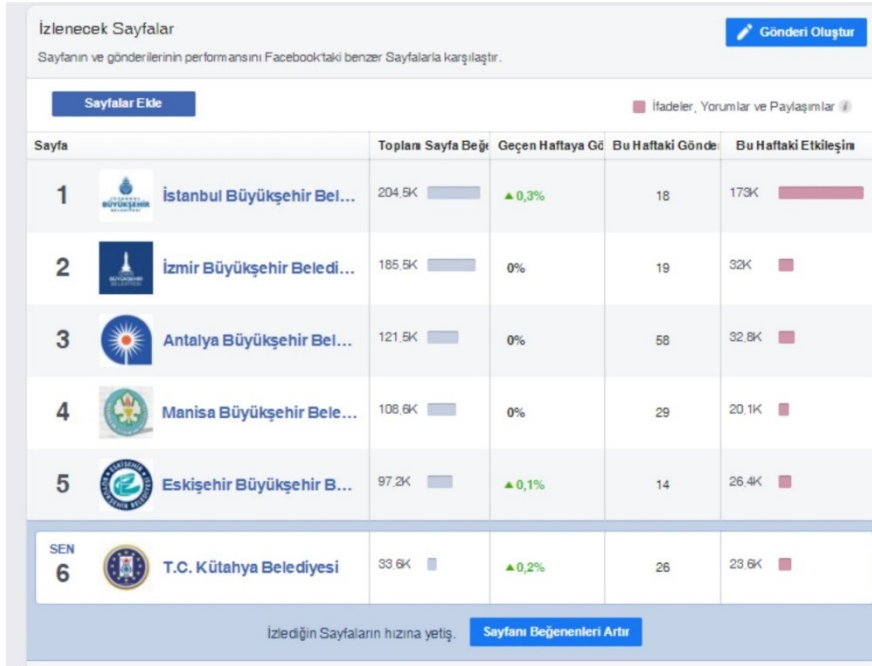 İzlenecek Sayfalar
Gönderi Oluştur
Sayfanın ve gönderilerinin performansını Facebook'taki benzer Sayfalarla karşılaştır.
Sayfalar Ekle
İfadeler, Yorumlar ve Paylaşımlar
Sayfa Toplam Sayfa Beğe Geçen Haftaya Gö Bu Haftaki Gönde Bu Haftaki Etkileşim
1 İstanbul Büyükşehir Bel... 204,5K 0,3% 18 173K
2 İzmir Büyükşehir Beledi... 185,5K 0% 19 32K
3 Antalya Büyükşehir Bel... 121,5K 0% 58 32,8K
4 Manisa Büyükşehir Bele... 108,6K 0% 29 20,1K
5 Eskişehir Büyükşehir B... 97,2K 0,1% 14 26,4K
SEN
6 T.C. Kütahya Belediyesi 33,6K 0,2% 26 23,6K
İzlediğin Sayfaların hızına yetiş. Sayfanı Beğenenleri Artır